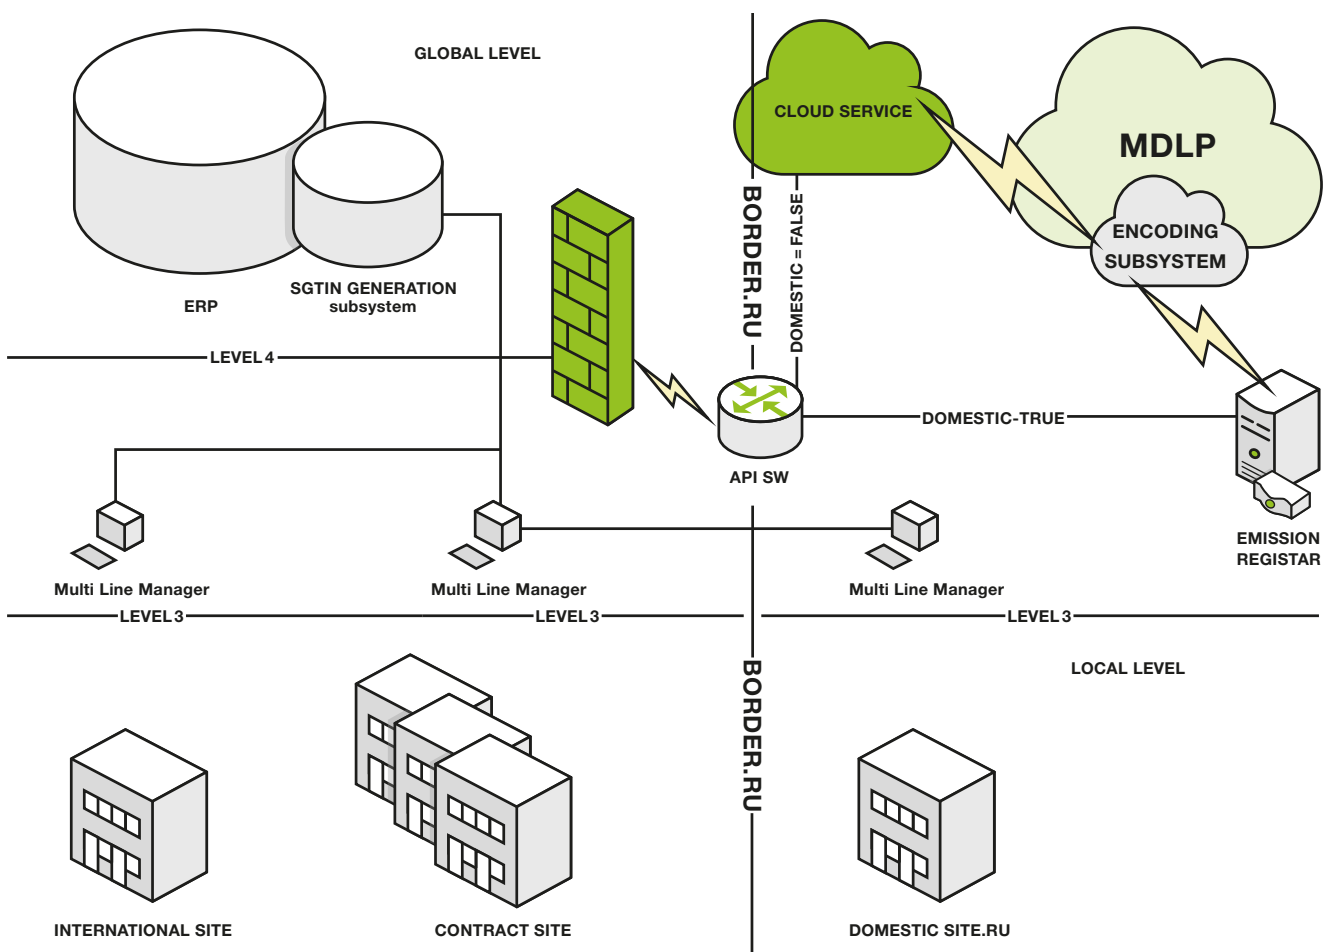 GLOBAL LEVEL
CLOUD SERVICE
MDLP
ENCODING
SUBSYSTEM
BORDER.RU
DOMESTIC = FALSE
ERP
SGTIN GENERATION
subsystem
LEVEL 4
DOMESTIC-TRUE
API SW
EMISSION
REGISTAR
Multi Line Manager
Multi Line Manager
Multi Line Manager
LEVEL 3
LEVEL 3
LEVEL 3
LOCAL LEVEL
BORDER.RU
INTERNATIONAL SITE
CONTRACT SITE
DOMESTIC SITE.RU